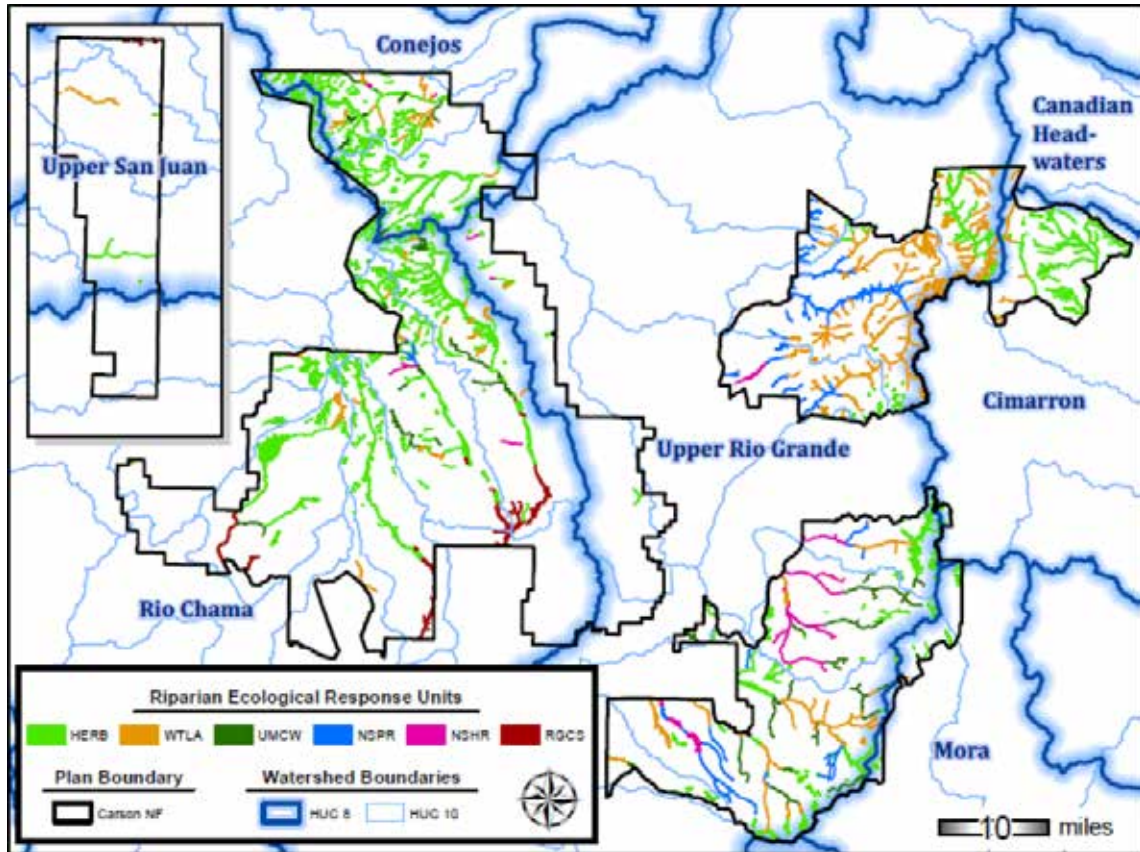 Conejos
Canadian
Head-
waters
Upper San Juan
Cimarron
Upper Rio Grande
Rio Chama
Mora
Riparian Ecological Response Units
HERB WTLA UMCW NSPR NSHR RGCS
Plan Boundary Watershed Boundaries
Carson NF HUC 8 HUC 10
10 miles